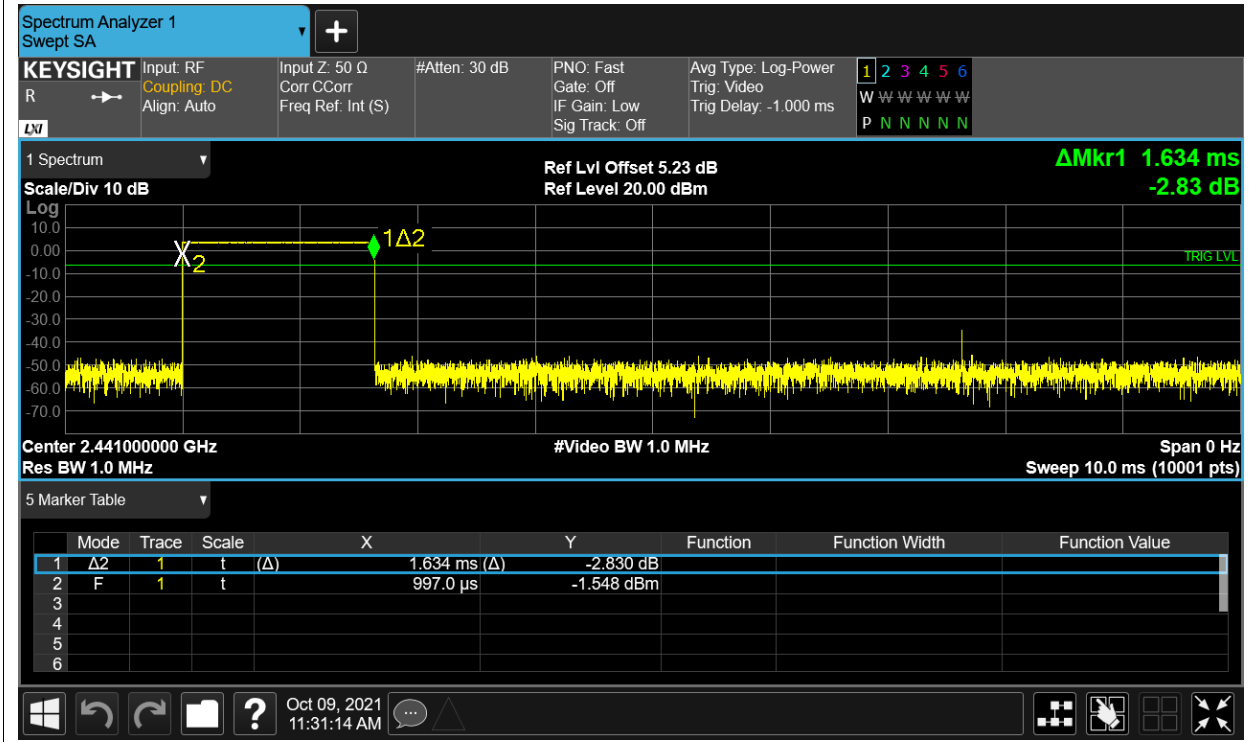 Spectrum Analyzer 1
Swept SA
+
KEYSIGHT Input: RF Input Z: 50 Ω #Atten: 30 dB PNO: Fast Avg Type: Log-Power 1 2 3 4 5 6
R Coupling: DC Corr CCorr Gate: Off Trig: Video W W W W W W
Align: Auto Freq Ref: Int (S) IF Gain: Low Trig Delay: -1.000 ms
LXI Sig Track: Off P N N N N N
1 Spectrum Ref Lvl Offset 5.23 dB ΔMkr1 1.634 ms
Scale/Div 10 dB Ref Level 20.00 dBm -2.83 dB
Log
10.0 1Δ2
0.00 2 TRIG LVL
-10.0
-20.0
-30.0
-40.0
-50.0
-60.0
-70.0
Center 2.441000000 GHz #Video BW 1.0 MHz Span 0 Hz
Res BW 1.0 MHz Sweep 10.0 ms (10001 pts)
5 Marker Table
Mode Trace Scale X Y Function Function Width Function Value
1 Δ2 1 t (Δ) 1.634 ms (Δ) -2.830 dB
2 F 1 t 997.0 µs -1.548 dBm
3
4
5
6
? Oct 09, 2021
11:31:14 AM